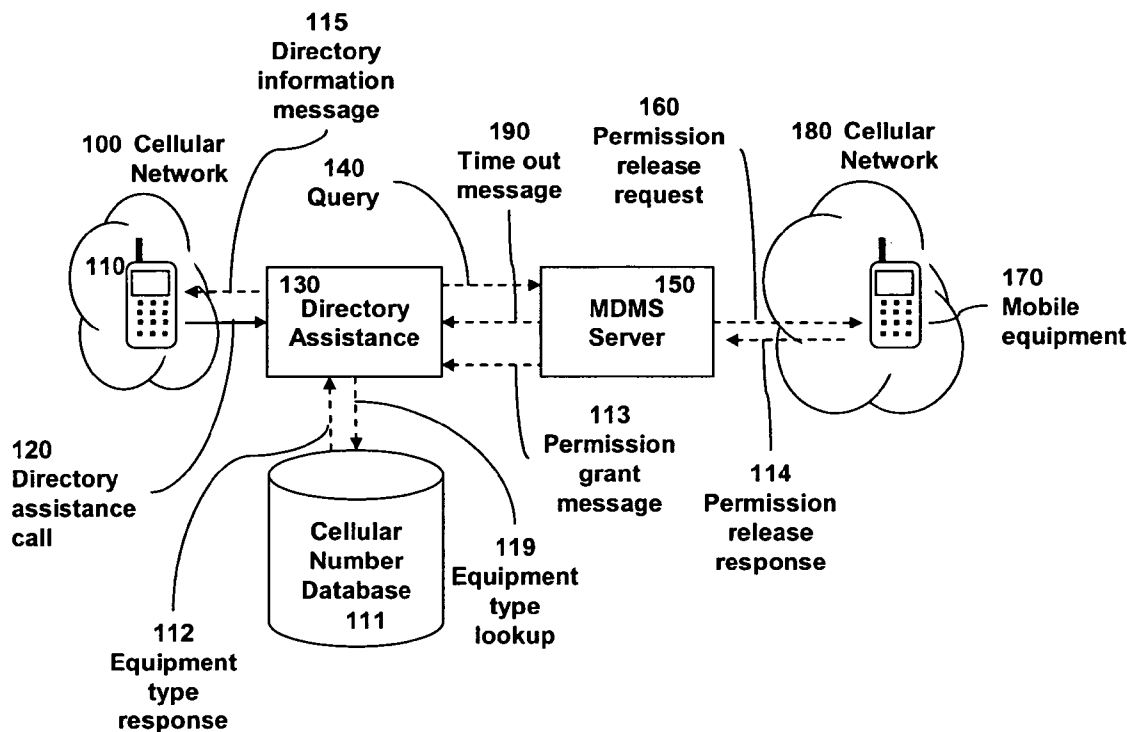 115
Directory
information
message
160
Permission
release
request
190
Time out
message
180 Cellular
Network
100 Cellular
Network
140
Query
110
130
Directory
Assistance
150
MDMS
Server
170
Mobile
equipment
120
Directory
assistance
call
113
Permission
grant
message
114
Permission
release
response
Cellular
Number
Database
111
119
Equipment
type
lookup
112
Equipment
type
response